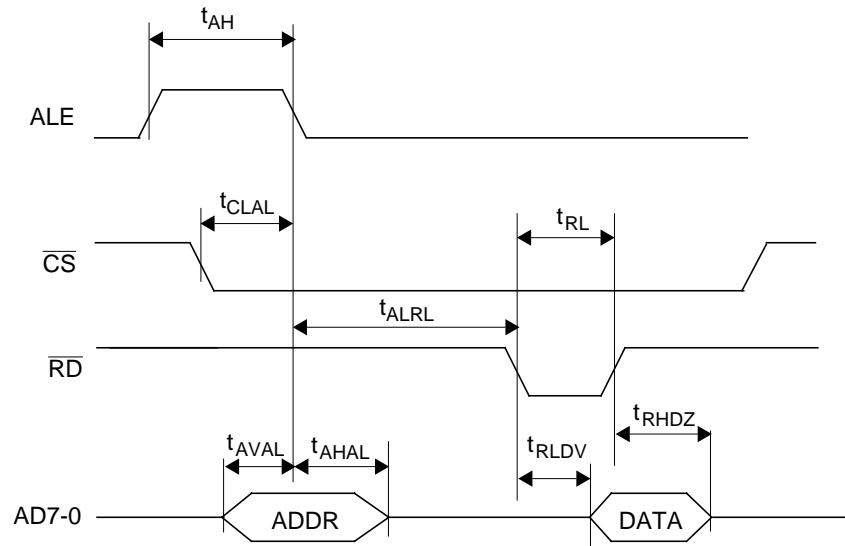 tAH
ALE
tCLAL
tRL
CS
tALRL
RD
tRHDZ
tAVAL
tAHAL
tRLDV
AD7-0
ADDR
DATA